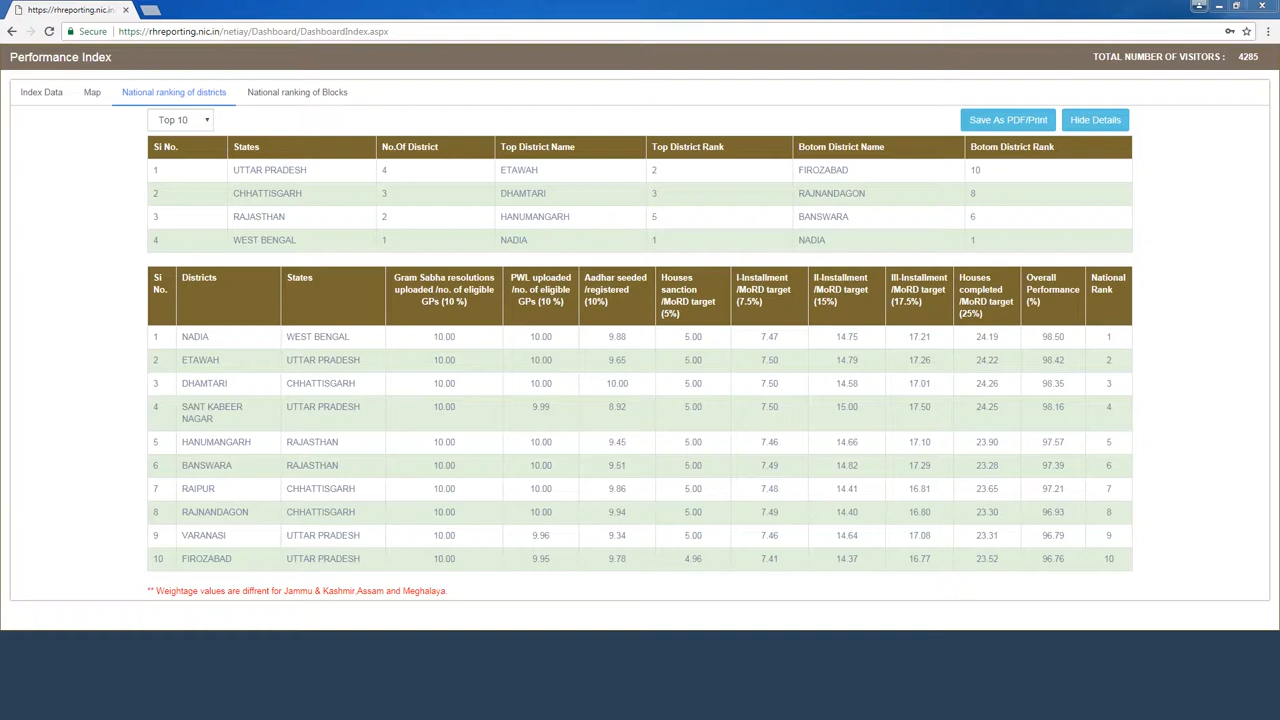 https://rhreporting.nic.in
Secure https://rhreporting.nic.in/netiay/Dashboard/DashboardIndex.aspx
Performance Index TOTAL NUMBER OF VISITORS : 4285
Index Data Map National ranking of districts National ranking of Blocks
Top 10 Save As PDF/Print Hide Details
Si No. States No.Of District Top District Name Top District Rank Botom District Name Botom District Rank
1 UTTAR PRADESH 4 ETAWAH 2 FIROZABAD 10
2 CHHATTISGARH 3 DHAMTARI 3 RAJNANDAGON 8
3 RAJASTHAN 2 HANUMANGARH 5 BANSWARA 6
4 WEST BENGAL 1 NADIA 1 NADIA 1
Si Districts States Gram Sabha resolutions PWL uploaded Aadhar seeded Houses I-Installment II-Installment III-Installment Houses Overall National
No. uploaded /no. of eligible /no. of eligible /registered sanction /MoRD target /MoRD target /MoRD target completed Performance Rank
GPs (10 %) GPs (10 %) (10%) /MoRD target (7.5%) (15%) (17.5%) /MoRD target (%)
(5%) (25%)
1 NADIA WEST BENGAL 10.00 10.00 9.88 5.00 7.47 14.75 17.21 24.19 98.50 1
2 ETAWAH UTTAR PRADESH 10.00 10.00 9.65 5.00 7.50 14.79 17.26 24.22 98.42 2
3 DHAMTARI CHHATTISGARH 10.00 10.00 10.00 5.00 7.50 14.58 17.01 24.26 98.35 3
4 SANT KABEER UTTAR PRADESH 10.00 9.99 8.92 5.00 7.50 15.00 17.50 24.25 98.16 4
NAGAR
5 HANUMANGARH RAJASTHAN 10.00 10.00 9.45 5.00 7.46 14.66 17.10 23.90 97.57 5
6 BANSWARA RAJASTHAN 10.00 10.00 9.51 5.00 7.49 14.82 17.29 23.28 97.39 6
7 RAIPUR CHHATTISGARH 10.00 10.00 9.86 5.00 7.48 14.41 16.81 23.65 97.21 7
8 RAJNANDAGON CHHATTISGARH 10.00 10.00 9.94 5.00 7.49 14.40 16.80 23.30 96.93 8
9 VARANASI UTTAR PRADESH 10.00 9.96 9.34 5.00 7.46 14.64 17.08 23.31 96.79 9
10 FIROZABAD UTTAR PRADESH 10.00 9.95 9.78 4.96 7.41 14.37 16.77 23.52 96.76 10
** Weightage values are diffrent for Jammu & Kashmir,Assam and Meghalaya.